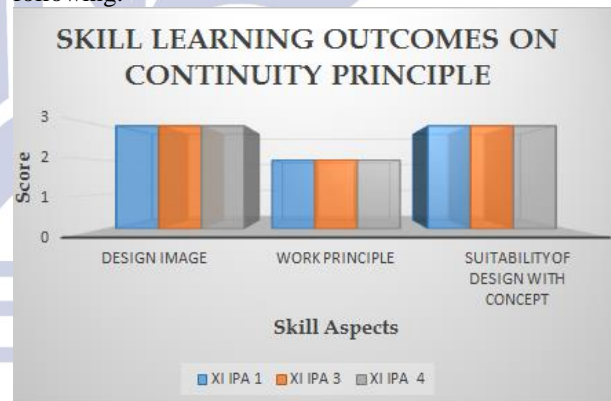 SKILL LEARNING OUTCOMES ON
CONTINUITY PRINCIPLE
3
2
1
0
Score
DESIGN IMAGE
WORK PRINCIPLE
SUITABILITY OF
DESIGN WITH
CONCEPT
Skill Aspects
XI IPA 1 XI IPA 3 XI IPA 4